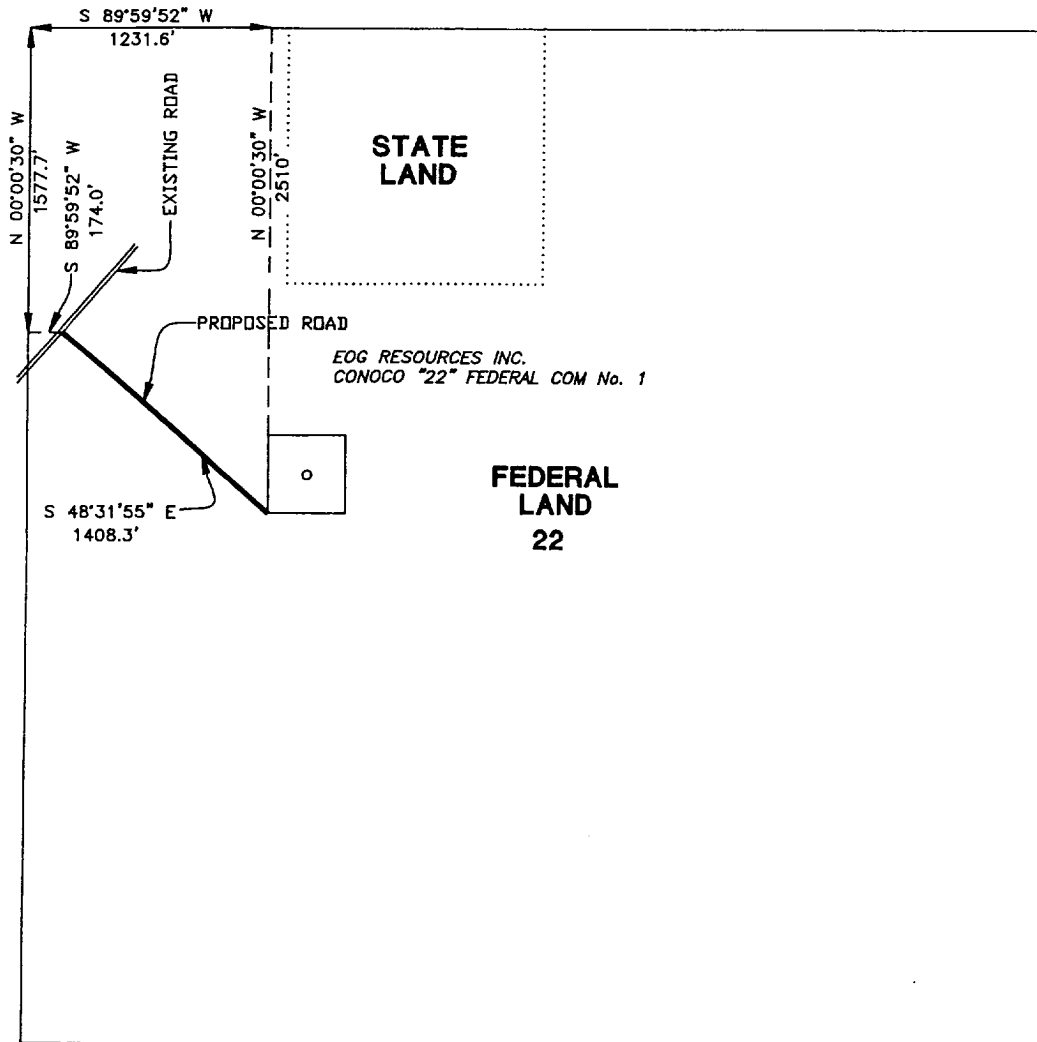 S 89°59'52" W
1231.6'
N 00°00'30" W
1577.7'
S 89°59'52" W
174.0'
EXISTING ROAD
N 00°00'30" W
2510'
STATE
LAND
PROPOSED ROAD
EOG RESOURCES INC.
CONOCO "22" FEDERAL COM No. 1
FEDERAL
LAND
22
S 48°31'55" E
1408.3'